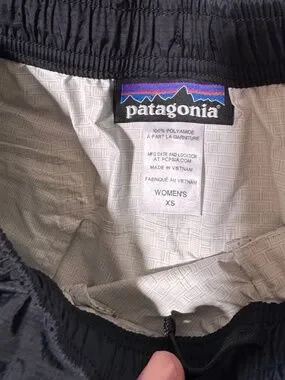 patagonia®
100% POLYAMIDE
À PART LA GARNITURE
MFG DATE AND LOCATION
AT PCPSIA.COM
MADE IN VIETNAM
FABRIQUÉ AU VIETNAM
WOMEN'S
XS